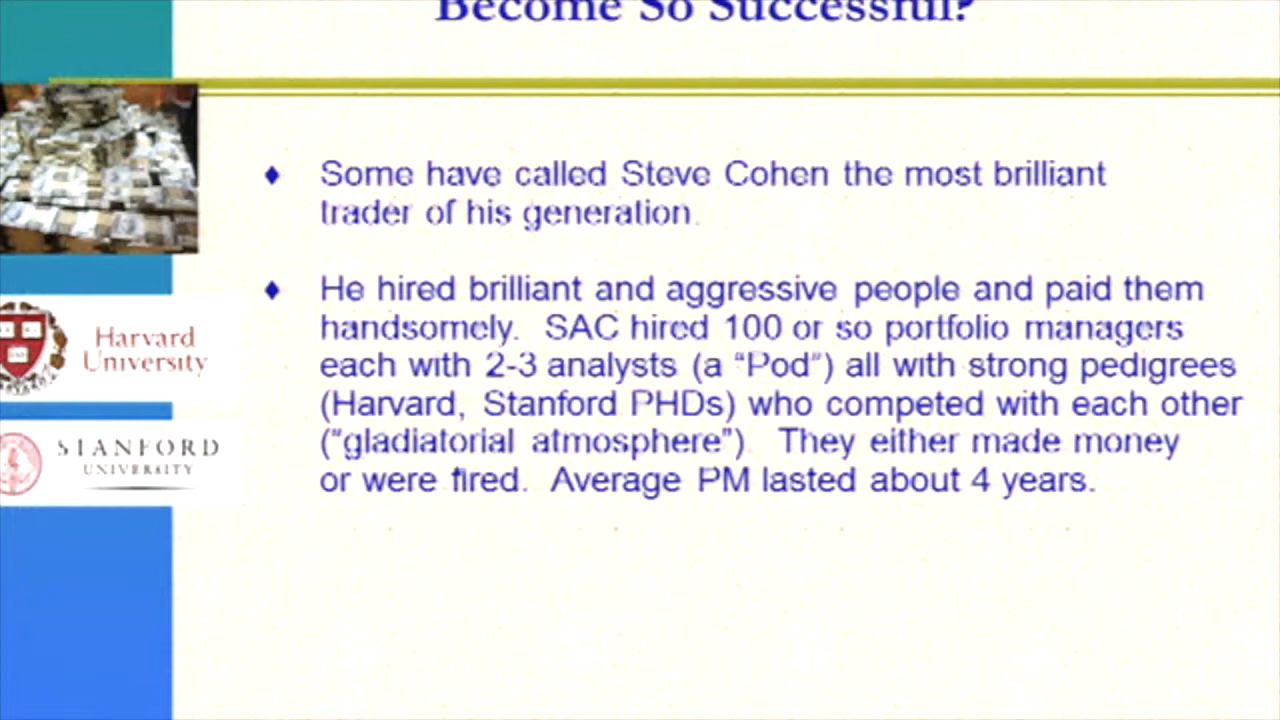 Become So Successful?
Some have called Steve Cohen the most brilliant
trader of his generation.
He hired brilliant and aggressive people and paid them
handsomely. SAC hired 100 or so portfolio managers
each with 2-3 analysts (a "Pod") all with strong pedigrees
(Harvard, Stanford PHDs) who competed with each other
("gladiatorial atmosphere"). They either made money
or were fired. Average PM lasted about 4 years.
Harvard
University
STANFORD
UNIVERSITY